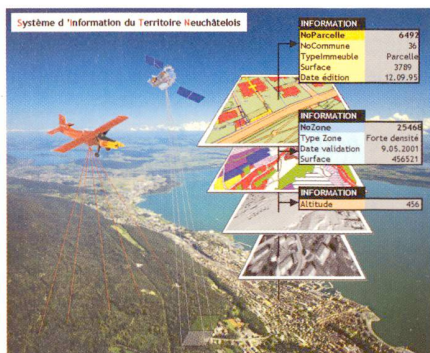 Système d'Information du Territoire Neuchâtelois
INFORMATION
NoParcelle 6492
NoCommune 36
TypeImmeuble Parcelle
Surface 3789
Date édition 12.09.95
INFORMATION
NoZone 25468
Type Zone Forte densité
Date validation 9.05.2001
Surface 456521
INFORMATION
Altitude 456